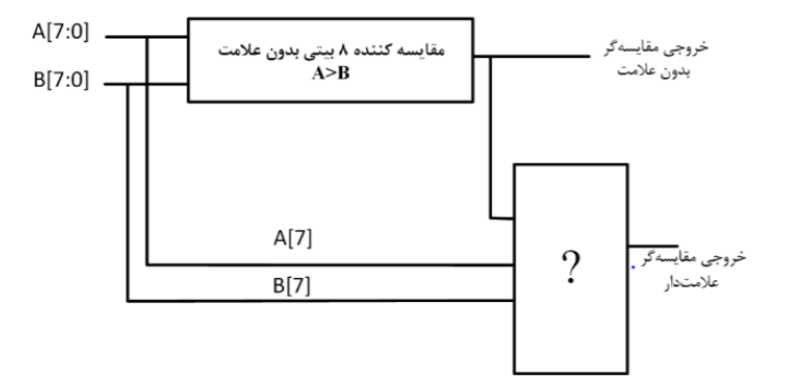 A[7:0]
B[7:0]
مقایسه کننده ۸ بیتی بدون علامت
A>B
خروجی مقایسه‌گر
بدون علامت
A[7]
B[7]
?
خروجی مقایسه‌گر
علامت‌دار